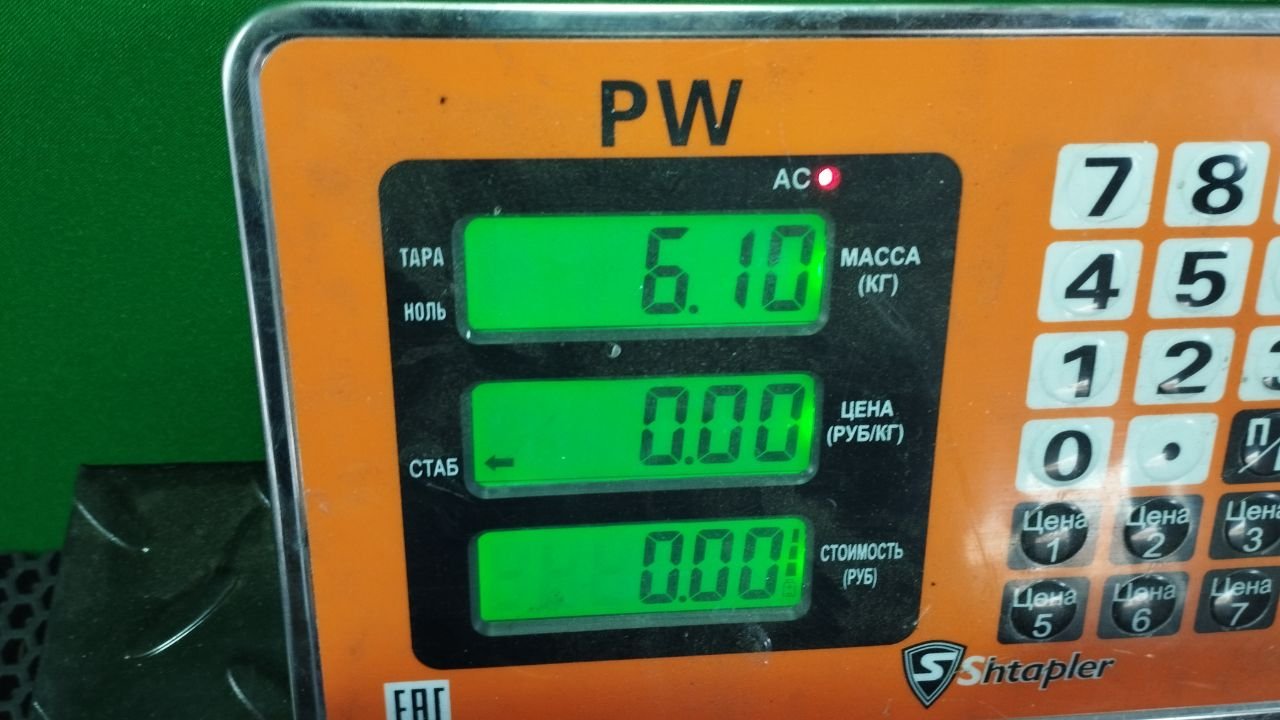 PW
AC
ТАРА
НОЛЬ
6.10
МАССА
(КГ)
СТАБ
0.00
ЦЕНА
(РУБ/КГ)
0.00
СТОИМОСТЬ
(РУБ)
7 8
4 5
1 2 3
0 .
Цена 1
Цена 2
Цена 3
Цена 5
Цена 6
Цена 7
S Shtapler
EAC